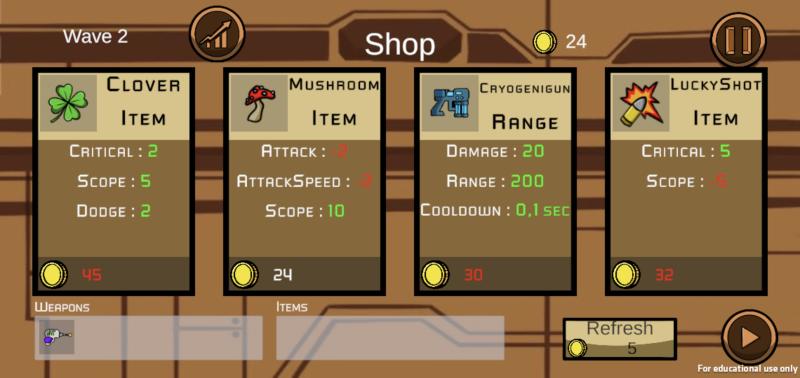 Wave 2
Shop
24
Clover
Item
Critical : 2
Scope : 5
Dodge : 2
45
Mushroom
Item
Attack : -2
AttackSpeed : -2
Scope : 10
24
Cryogenigun
Range
Damage : 20
Range : 200
Cooldown : 0,1 sec
30
LuckyShot
Item
Critical : 5
Scope : -5
32
Weapons
Items
Refresh
5
For educational use only